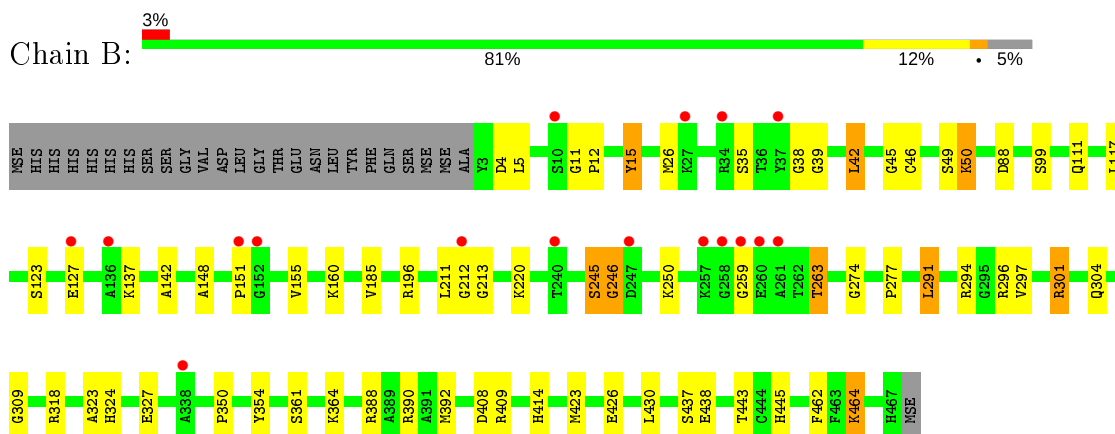 3%
Chain B:
81% 12% • 5%
MSE HIS HIS HIS HIS HIS HIS SER SER GLY VAL ASP LEU GLY THR GLU ASN LEU TYR PHE GLN SER MSE MSE ALA Y3 D4 L5 S10 G11 P12 Y15 M26 K27 R34 S35 T36 Y37 G38 G39 L42 G45 C46 S49 K50 D88 S99 Q111 L117
S123 E127 A136 K137 A142 A148 P151 G152 V155 K160 V185 R196 L211 G212 G213 K220 T240 S245 G246 D247 K250 K257 G258 G259 E260 A261 T262 T263 G274 P277 L291 R294 G295 R296 V297 R301 Q304
G309 R318 A323 H324 E327 A338 P350 Y354 S361 K364 R388 A389 R390 A391 M392 D408 R409 H414 M423 E426 L430 S437 E438 T443 C444 H445 F462 F463 K464 H467 MSE